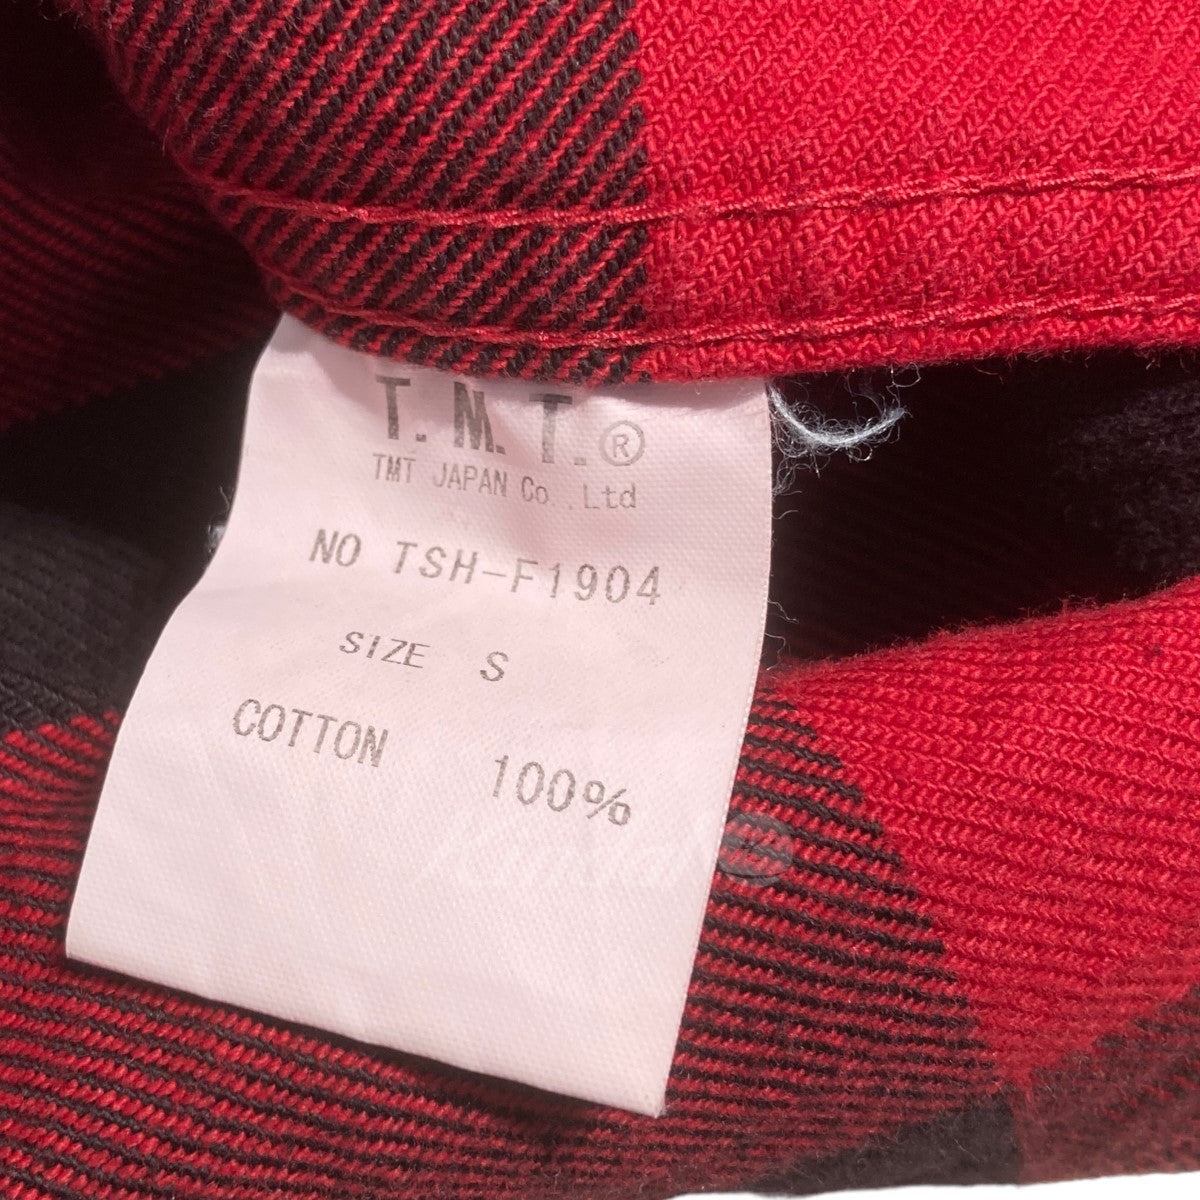 T.M.T.®
TMT JAPAN Co.,Ltd
NO TSH-F1904
SIZE S
COTTON 100%